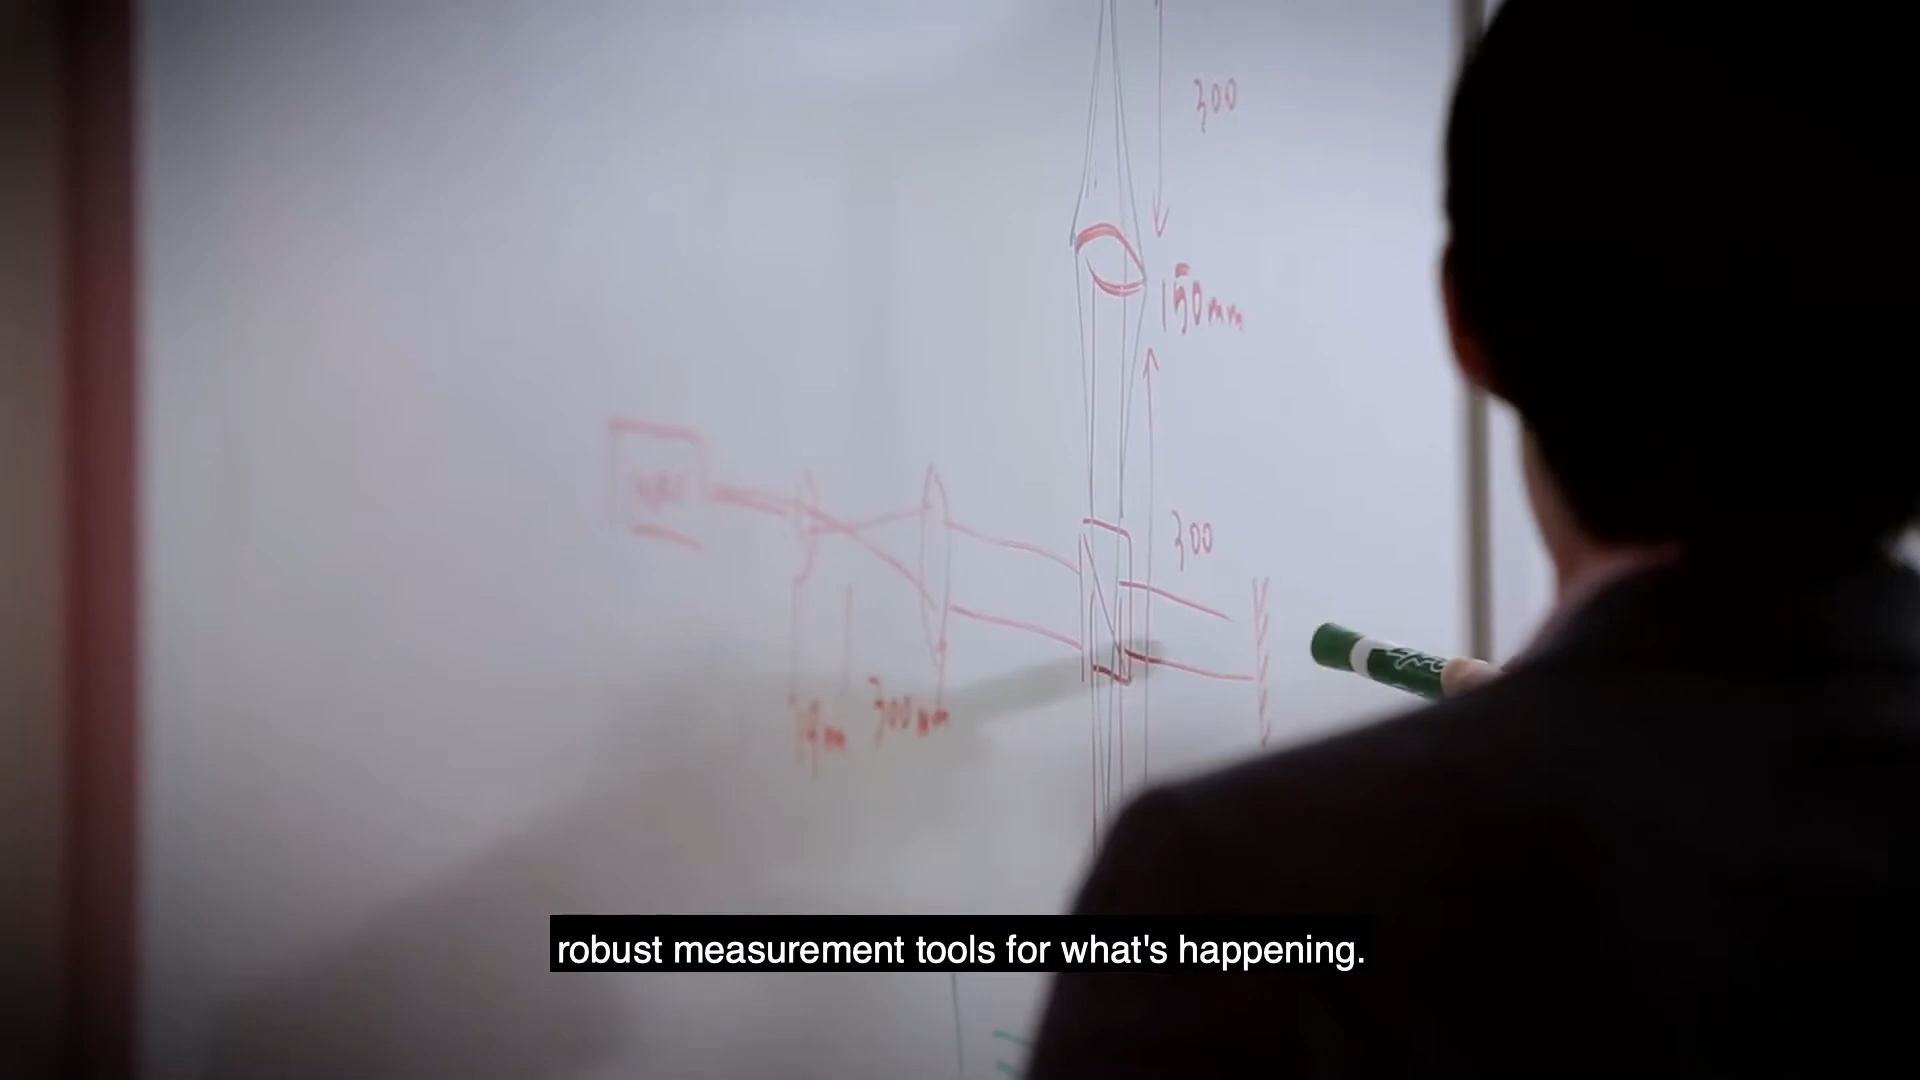 300
150mm
300
300mm
robust measurement tools for what's happening.